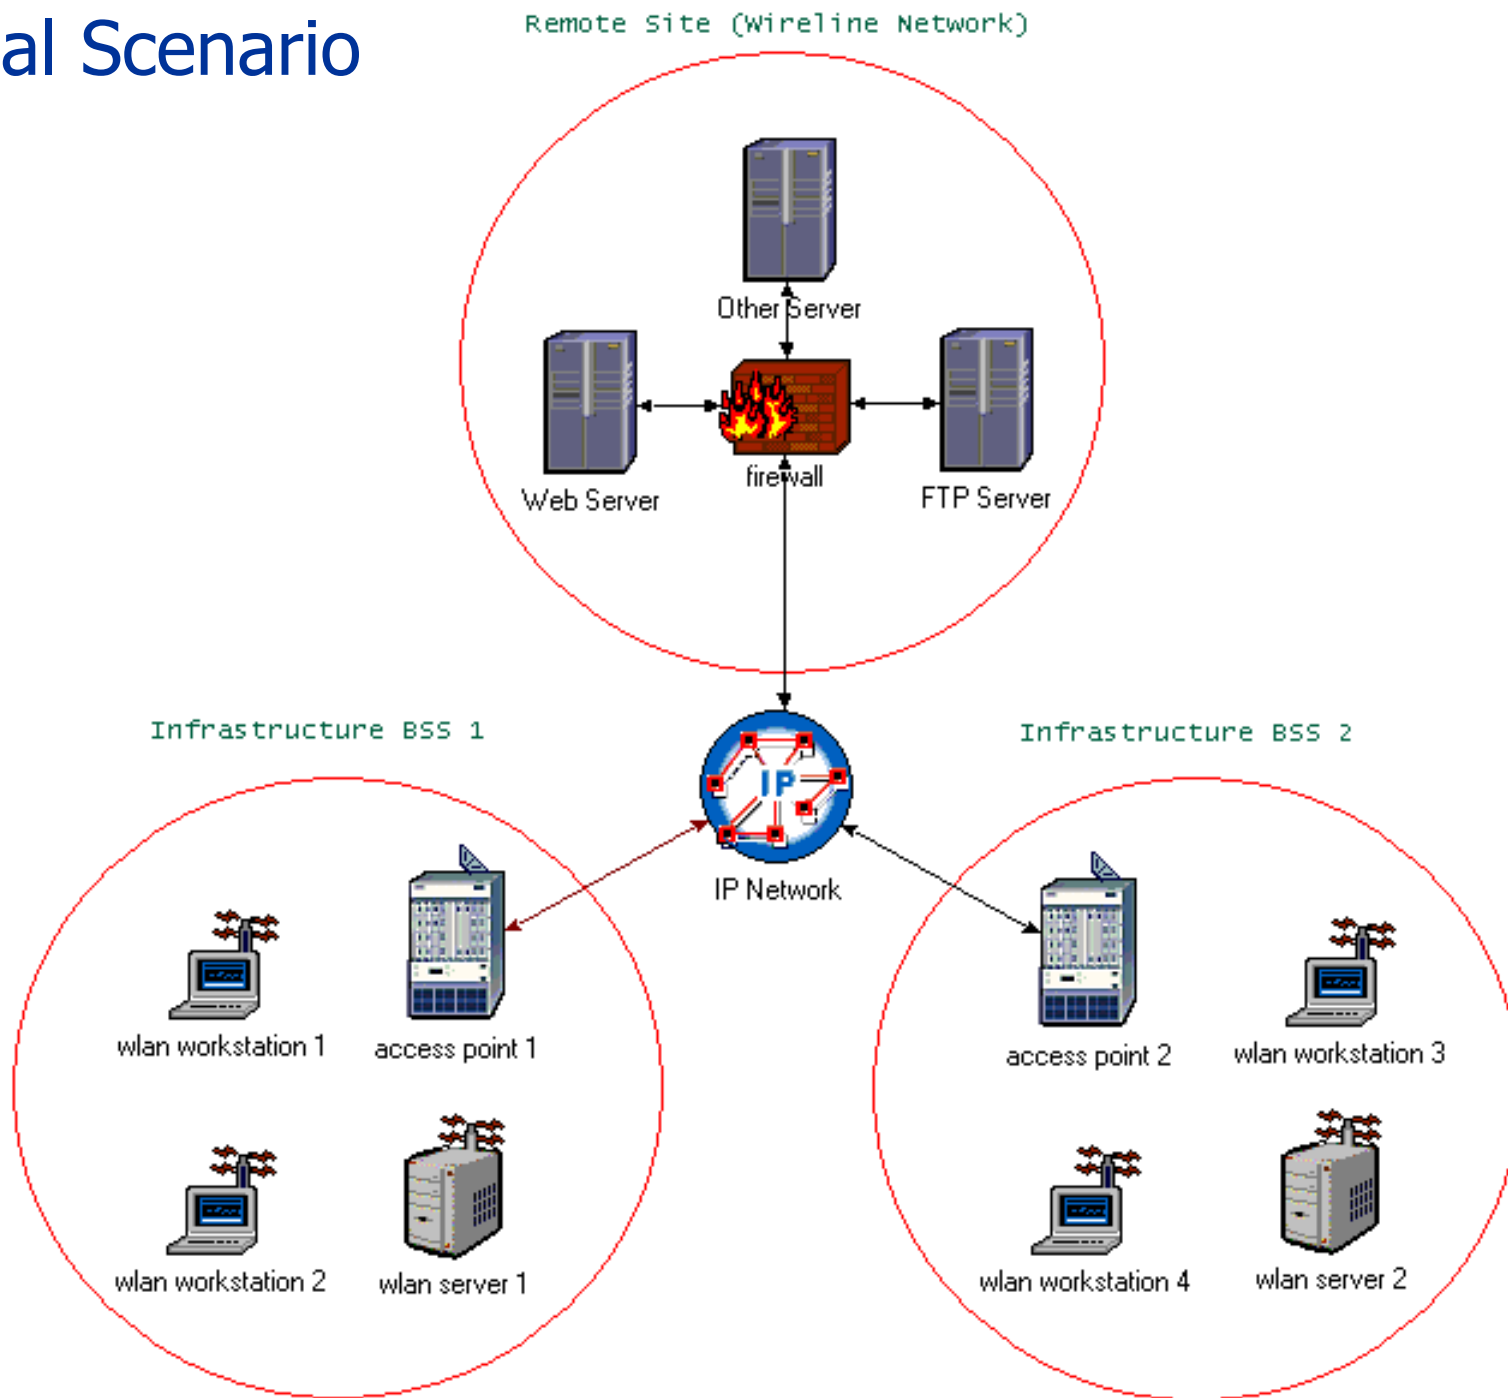 al Scenario
Remote Site (Wireline Network)
Other Server
Web Server
firewall
FTP Server
Infrastructure BSS 1
Infrastructure BSS 2
IP
IP Network
wlan workstation 1
access point 1
access point 2
wlan workstation 3
wlan workstation 2
wlan server 1
wlan workstation 4
wlan server 2